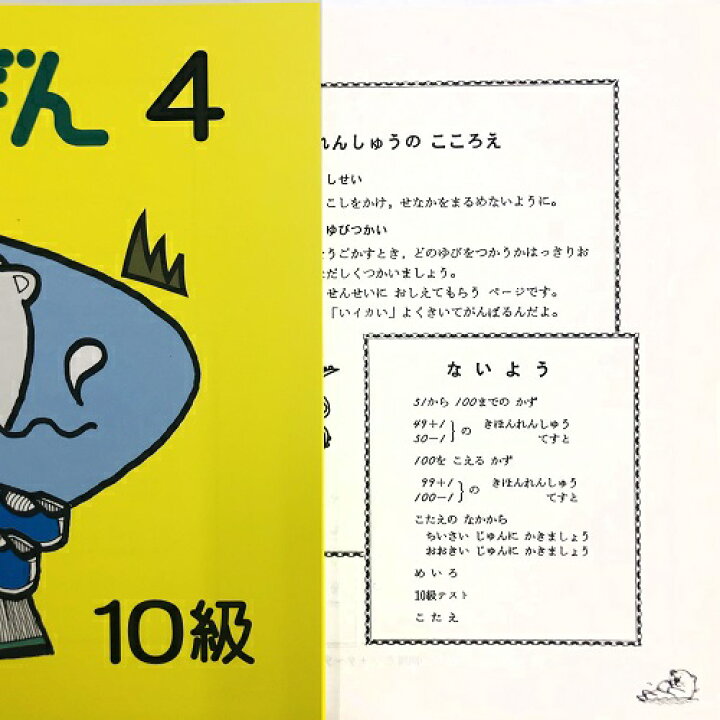 ん 4
10級
れんしゅうの こころえ
しせい
こしをかけ，せなかをまるめないように。
ゆびつかい
うごかすとき，どのゆびをつかうかはっきりお
だしくつかいましょう。
せんせいに おしえてもらう ページです。
「いイカい」よくきいてがんばるんだよ。
ないよう
51から 100までの かず
49＋1
50－1
}の きほんれんしゅう
てすと
100を こえる かず
99＋1
100－1
}の きほんれんしゅう
てすと
こたえの なかから
ちいさい じゅんに かきましょう
おおきい じゅんに かきましょう
めいろ
10級テスト
こたえ